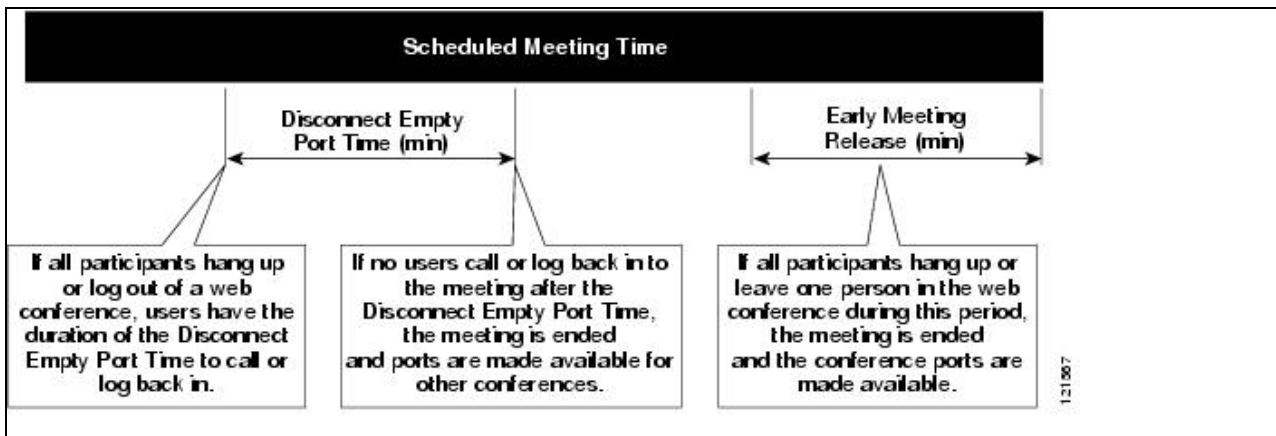 Scheduled Meeting Time
Disconnect Empty
Port Time (min)
Early Meeting
Release (min)
If all participants hang up
or log out of a web
conference, users have the
duration of the Disconnect
Empty Port Time to call or
log back in.
If no users call or log back in to
the meeting after the
Disconnect Empty Port Time,
the meeting is ended
and ports are made available for
other conferences.
If all participants hang up or
leave one person in the web
conference during this period,
the meeting is ended
and the conference ports are
made available.
121567